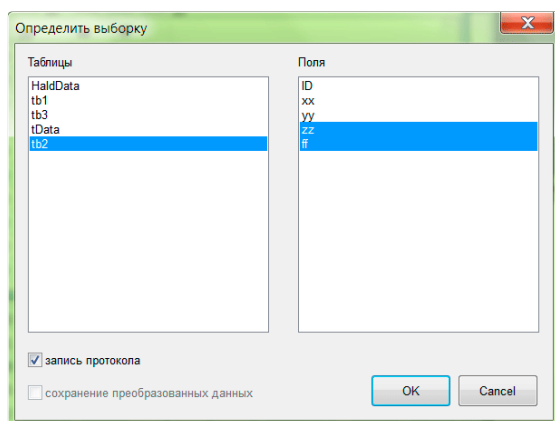 Определить выборку
Таблицы
HaldData
tb1
tb3
tData
tb2
Поля
ID
xx
yy
zz
ff
запись протокола
сохранение преобразованных данных
OK
Cancel